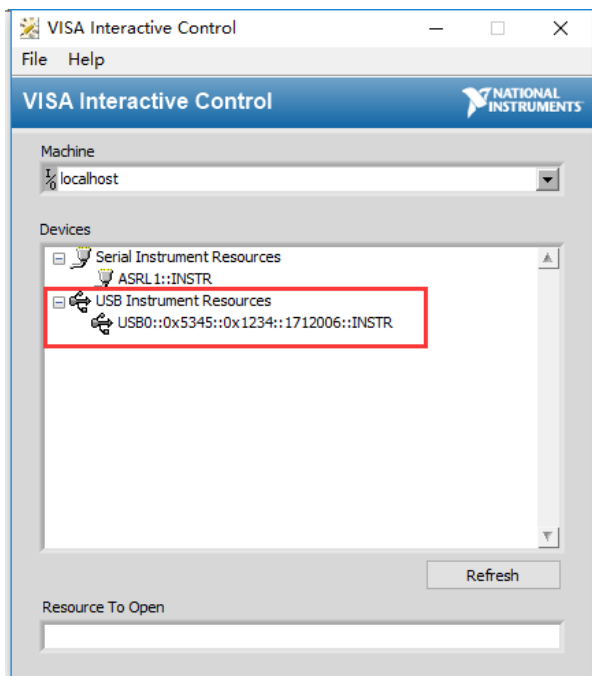 VISA Interactive Control
File Help
VISA Interactive Control
NATIONAL
INSTRUMENTS
Machine
I/0 localhost
Devices
Serial Instrument Resources
ASRL1::INSTR
USB Instrument Resources
USB0::0x5345::0x1234::1712006::INSTR
Refresh
Resource To Open